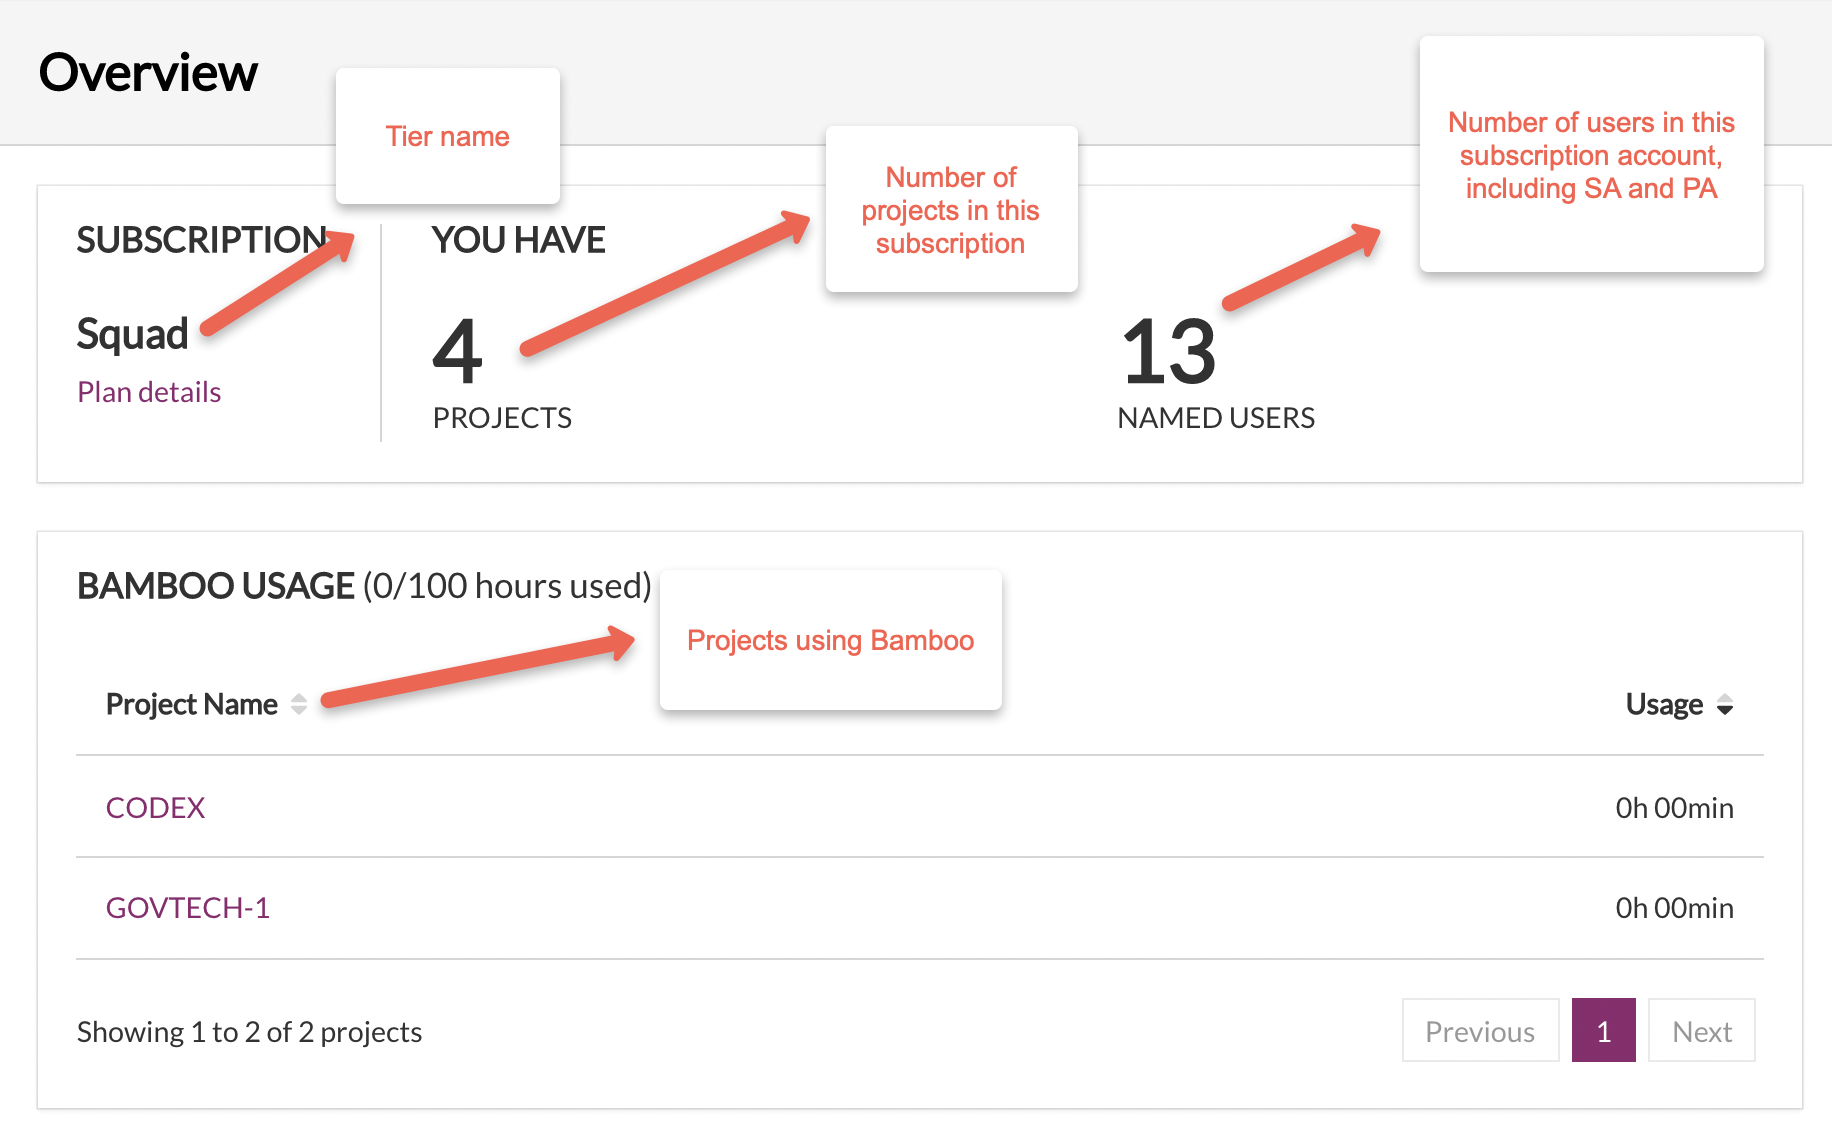 Overview
Tier name
Number of users in this
subscription account,
including SA and PA
Number of
projects in this
subscription
SUBSCRIPTION
YOU HAVE
Squad
4
13
Plan details
PROJECTS
NAMED USERS
BAMBOO USAGE (0/100 hours used)
Projects using Bamboo
Project Name
Usage
CODEX
0h 00min
GOVTECH-1
0h 00min
Showing 1 to 2 of 2 projects
Previous
1
Next